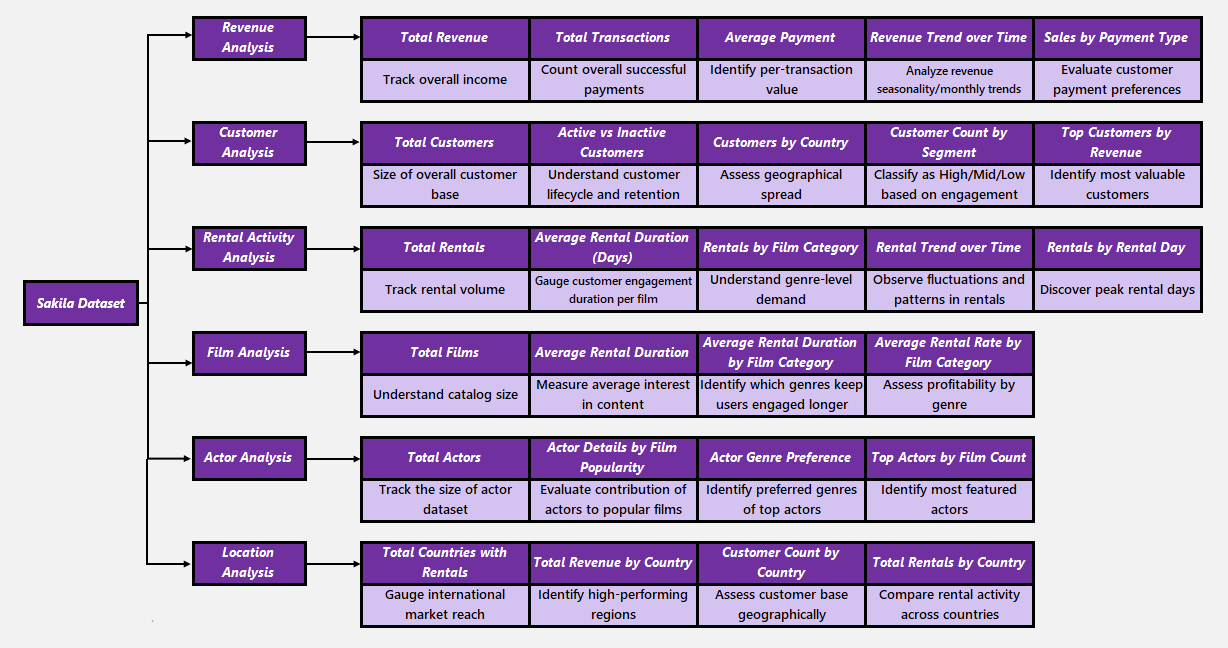 Revenue
Analysis
Total Revenue
Total Transactions
Average Payment
Revenue Trend over Time
Sales by Payment Type
Track overall income
Count overall successful
payments
Identify per-transaction
value
Analyze revenue
seasonality/monthly trends
Evaluate customer
payment preferences
Customer
Analysis
Total Customers
Active vs Inactive
Customers
Customers by Country
Customer Count by
Segment
Top Customers by
Revenue
Size of overall customer
base
Understand customer
lifecycle and retention
Assess geographical
spread
Classify as High/Mid/Low
based on engagement
Identify most valuable
customers
Rental Activity
Analysis
Total Rentals
Average Rental Duration
(Days)
Rentals by Film Category
Rental Trend over Time
Rentals by Rental Day
Track rental volume
Gauge customer engagement
duration per film
Understand genre-level
demand
Observe fluctuations and
patterns in rentals
Discover peak rental days
Sakila Dataset
Film Analysis
Total Films
Average Rental Duration
Average Rental Duration
by Film Category
Average Rental Rate by
Film Category
Understand catalog size
Measure average interest
in content
Identify which genres keep
users engaged longer
Assess profitability by
genre
Actor Analysis
Total Actors
Actor Details by Film
Popularity
Actor Genre Preference
Top Actors by Film Count
Track the size of actor
dataset
Evaluate contribution of
actors to popular films
Identify preferred genres
of top actors
Identify most featured
actors
Location
Analysis
Total Countries with
Rentals
Total Revenue by Country
Customer Count by
Country
Total Rentals by Country
Gauge international
market reach
Identify high-performing
regions
Assess customer base
geographically
Compare rental activity
across countries